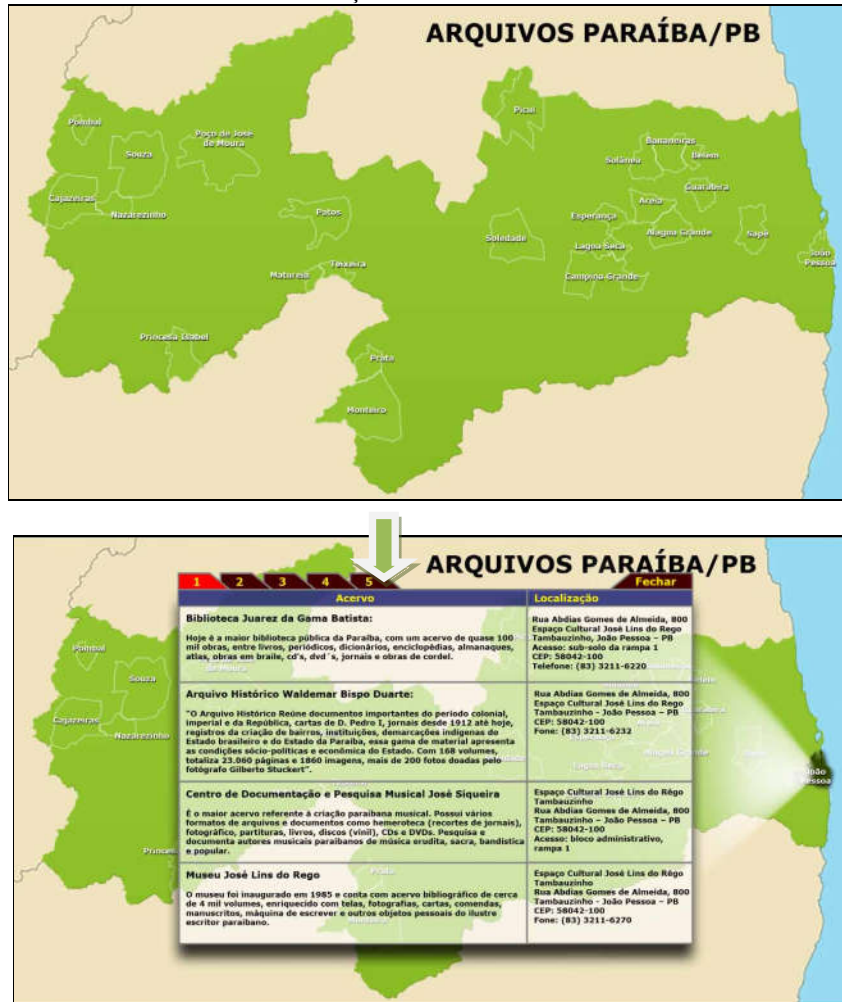 ARQUIVOS PARAÍBA/PB
Picuí
Pombal
Poço de José
de Moura
Souza
Bananeiras
Solânea
Belém
Guarabira
Cajazeiras
Areia
Nazarezinho
Patos
Esperança
Alagoa Grande
Sapé
Soledade
Lagoa Seca
João
Pessoa
Teixeira
Matureia
Campina Grande
Princesa Isabel
Prata
Monteiro
ARQUIVOS PARAÍBA/PB
1 2 3 4 5 Fechar
Acervo
Localização
Biblioteca Juarez da Gama Batista:
Hoje é a maior biblioteca pública da Paraíba, com um acervo de quase 100
mil obras, entre livros, periódicos, dicionários, enciclopédias, almanaques,
atlas, obras em braile, cd's, dvd´s, jornais e obras de cordel.
Rua Abdias Gomes de Almeida, 800
Espaço Cultural José Lins do Rego
Tambauzinho, João Pessoa – PB
Acesso: sub-solo da rampa 1
CEP: 58042-100
Telefone: (83) 3211-6220
Arquivo Histórico Waldemar Bispo Duarte:
"O Arquivo Histórico Reúne documentos importantes do período colonial,
imperial e da República, cartas de D. Pedro I, jornais desde 1912 até hoje,
registros da criação de bairros, instituições, demarcações indígenas do
Estado brasileiro e do Estado da Paraíba, essa gama de material apresenta
as condições sócio-políticas e econômica do Estado. Com 168 volumes,
totaliza 23.060 páginas e 1860 imagens, mais de 200 fotos doadas pelo
fotógrafo Gilberto Stuckert".
Rua Abdias Gomes de Almeida, 800
Espaço Cultural José Lins do Rego
Tambauzinho - João Pessoa – PB
CEP: 58042-100
Fone: (83) 3211-6232
Centro de Documentação e Pesquisa Musical José Siqueira
É o maior acervo referente à criação paraibana musical. Possui vários
formatos de arquivos e documentos como hemeroteca (recortes de jornais),
fotográfico, partituras, livros, discos (vinil), CDs e DVDs. Pesquisa e
documenta autores musicais paraibanos de música erudita, sacra, bandística
e popular.
Espaço Cultural José Lins do Rêgo
Tambauzinho
Rua Abdias Gomes de Almeida, 800
Tambauzinho – João Pessoa – PB
CEP: 58042-100
Acesso: bloco administrativo,
rampa 1
Museu José Lins do Rego
O museu foi inaugurado em 1985 e conta com acervo bibliográfico de cerca
de 4 mil volumes, enriquecido com telas, fotografias, cartas, comendas,
manuscritos, máquina de escrever e outros objetos pessoais do ilustre
escritor paraibano.
Espaço Cultural José Lins do Rêgo
Tambauzinho
Rua Abdias Gomes de Almeida, 800
Tambauzinho - João Pessoa – PB
CEP: 58042-100
Fone: (83) 3211-6270
Pombal
Souza
Cajazeiras
Nazarezinho
João
Pessoa